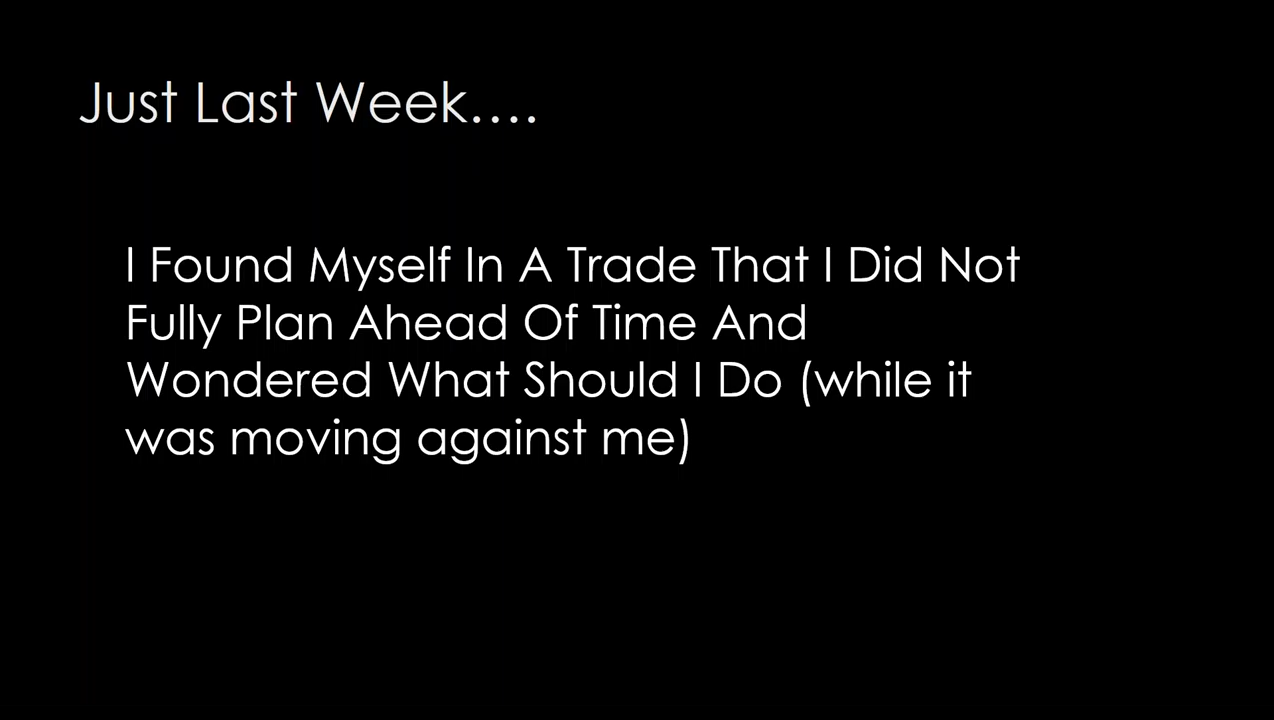 Just Last Week....
I Found Myself In A Trade That I Did Not
Fully Plan Ahead Of Time And
Wondered What Should I Do (while it
was moving against me)